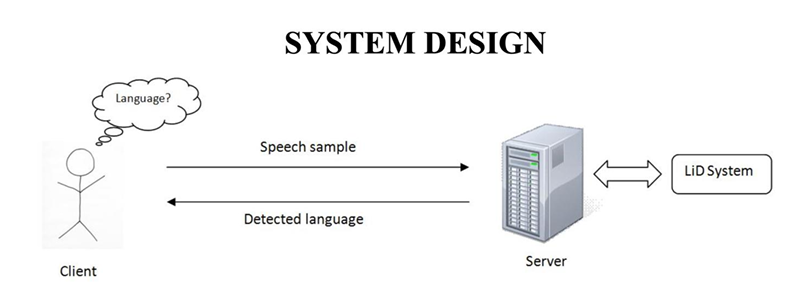 SYSTEM DESIGN
Language?
Speech sample
LiD System
Detected language
Server
Client